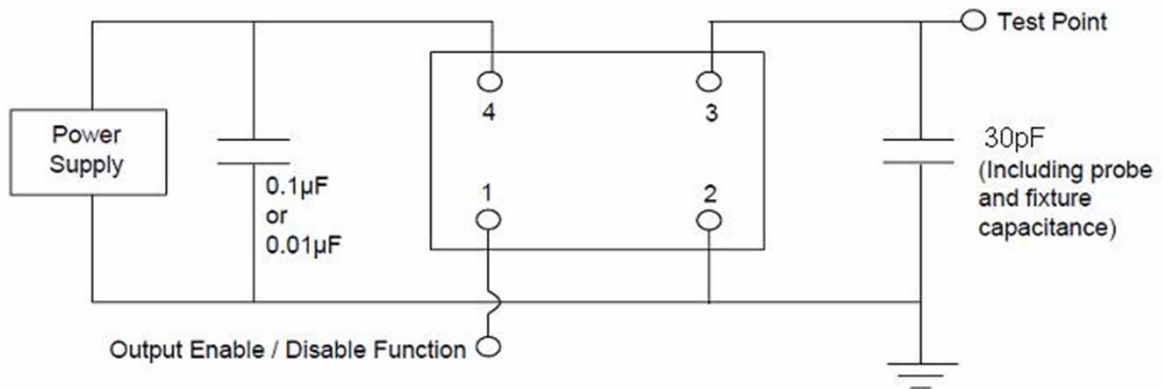 Test Point
4
3
Power
Supply
30pF
(Including probe
and fixture
capacitance)
0.1µF
or
0.01µF
1
2
Output Enable / Disable Function